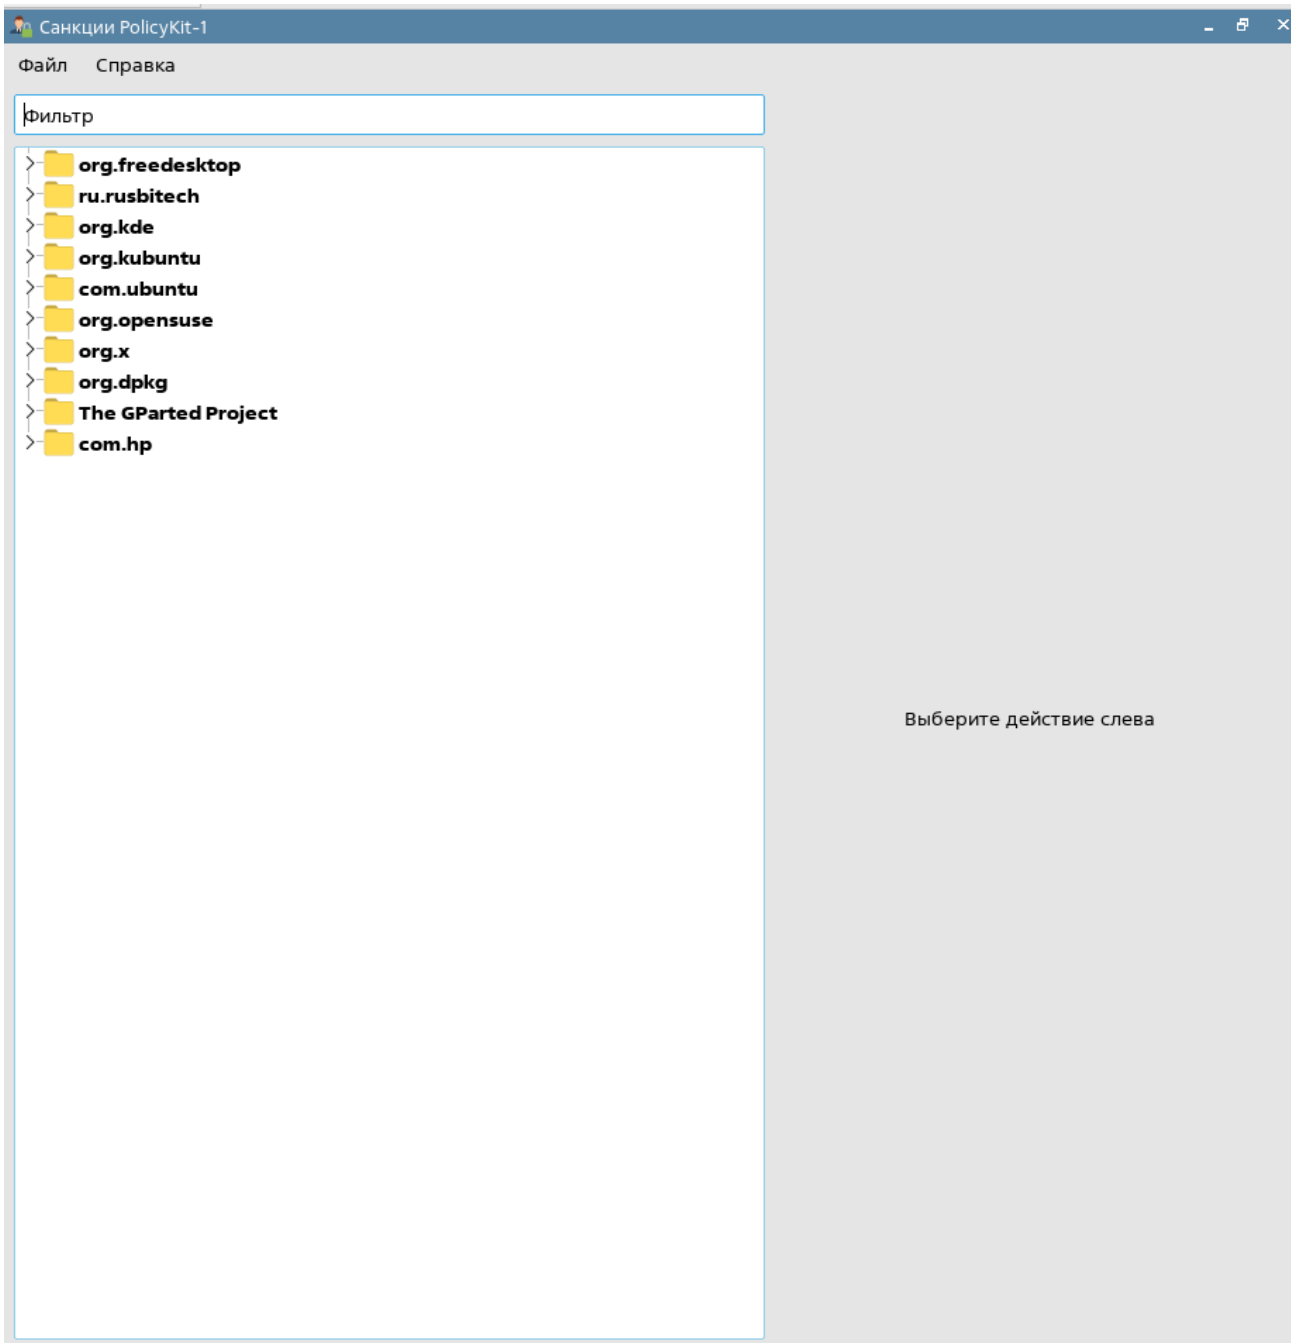 Санкции PolicyKit-1
Файл Справка
Фильтр
org.freedesktop
ru.rusbitech
org.kde
org.kubuntu
com.ubuntu
org.opensuse
org.x
org.dpkg
The GParted Project
com.hp
Выберите действие слева